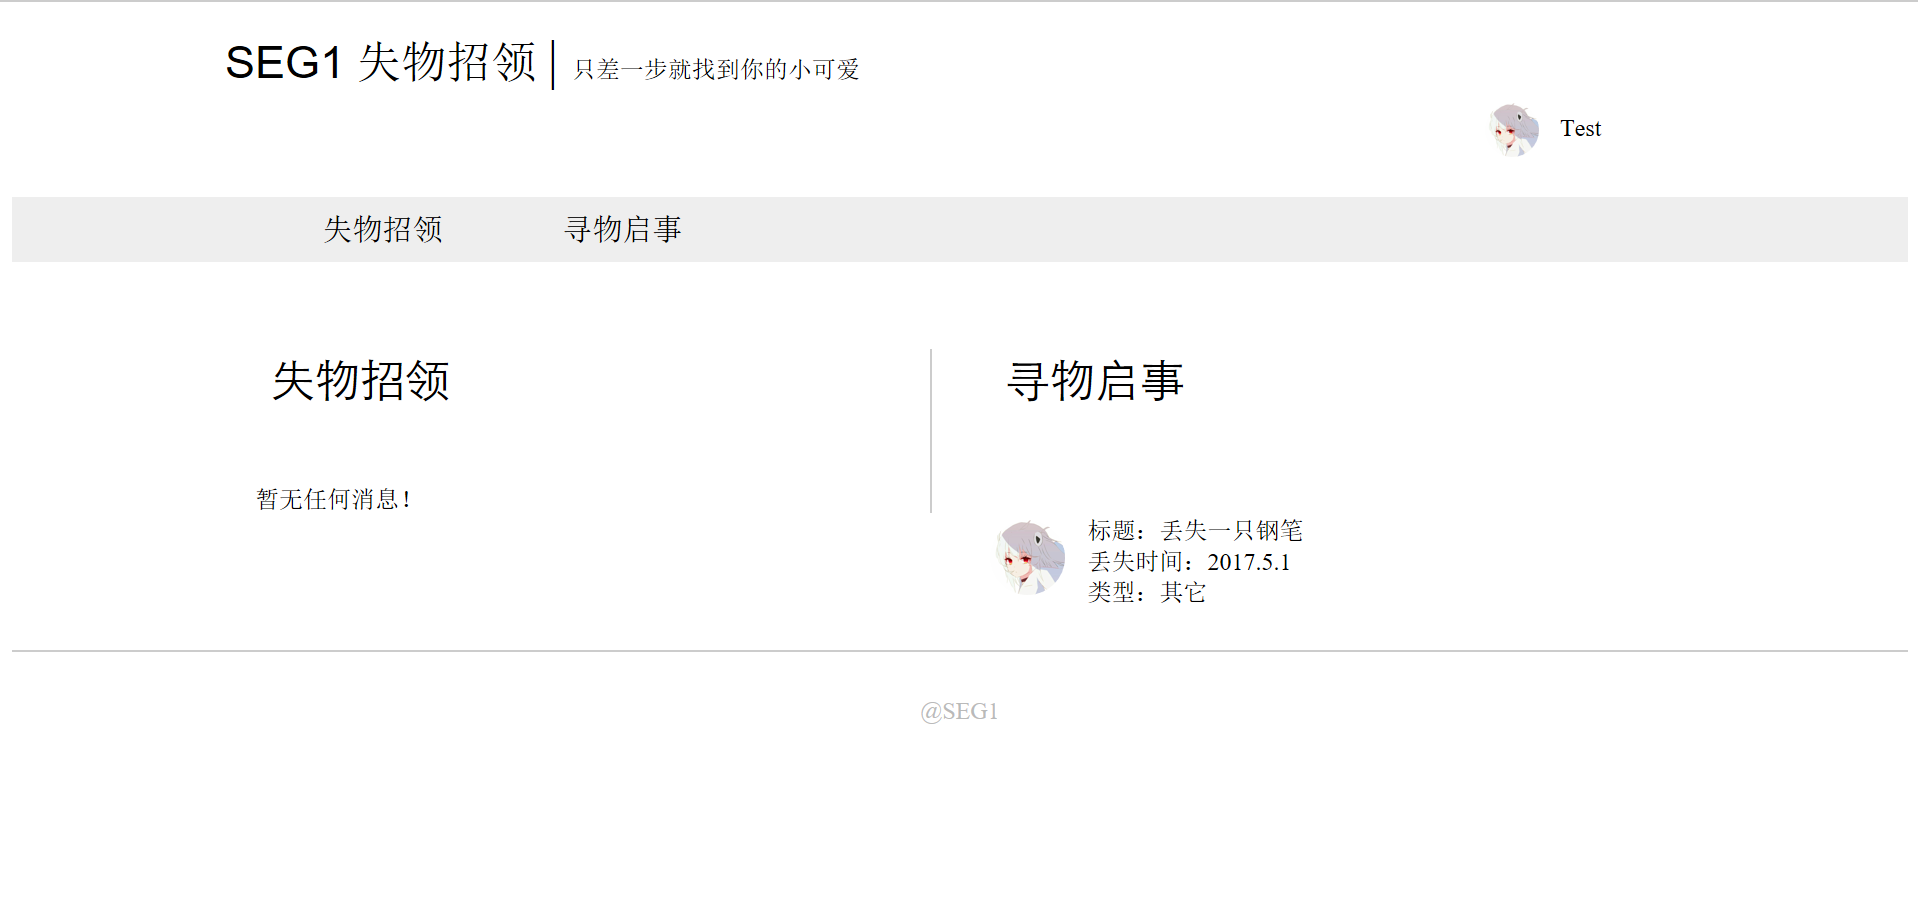 SEG1 失物招领 | 只差一步就找到你的小可爱
Test
失物招领 寻物启事
失物招领
暂无任何消息！
寻物启事
标题：丢失一只钢笔
丢失时间：2017.5.1
类型：其它
@SEG1